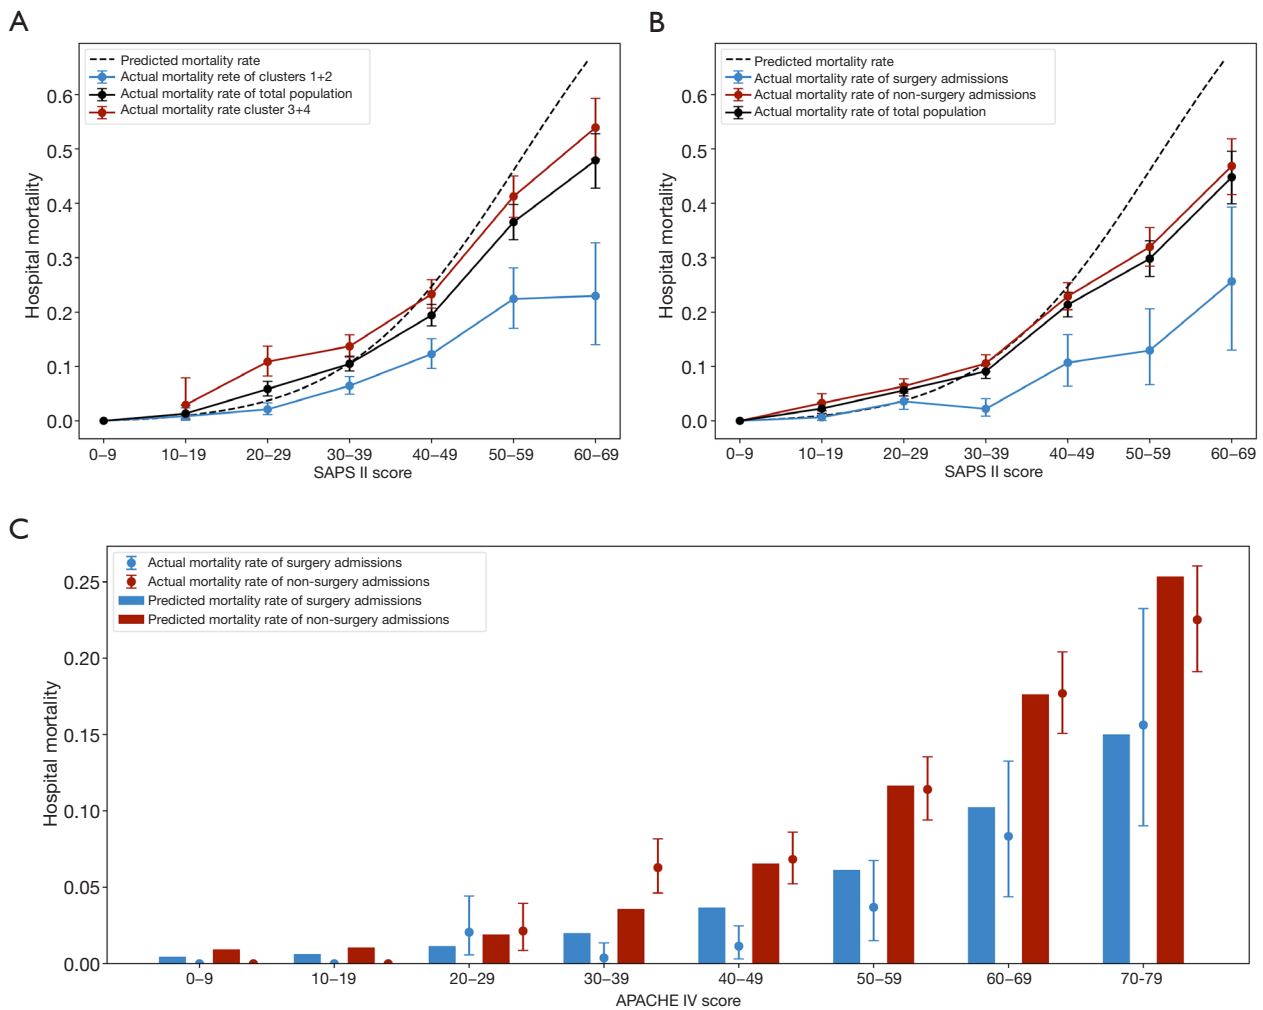 A
Predicted mortality rate
Actual mortality rate of clusters 1+2
Actual mortality rate of total population
Actual mortality rate cluster 3+4
Hospital mortality
0.6
0.5
0.4
0.3
0.2
0.1
0.0
0–9 10–19 20–29 30–39 40–49 50–59 60–69
SAPS II score
B
Predicted mortality rate
Actual mortality rate of surgery admissions
Actual mortality rate of non-surgery admissions
Actual mortality rate of total population
Hospital mortality
0.6
0.5
0.4
0.3
0.2
0.1
0.0
0–9 10–19 20–29 30–39 40–49 50–59 60–69
SAPS II score
C
Actual mortality rate of surgery admissions
Actual mortality rate of non-surgery admissions
Predicted mortality rate of surgery admissions
Predicted mortality rate of non-surgery admissions
Hospital mortality
0.25
0.20
0.15
0.10
0.05
0.00
0–9 10–19 20–29 30–39 40–49 50–59 60–69 70-79
APACHE IV score